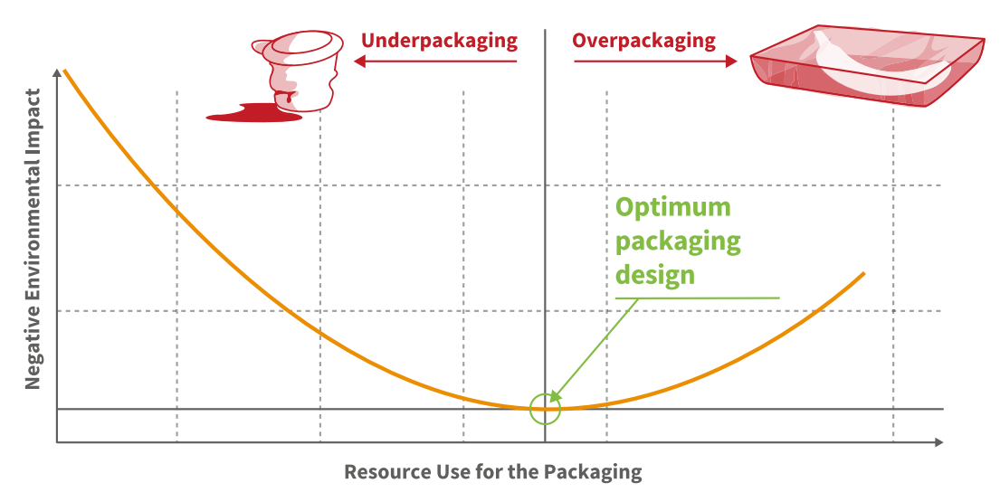 Underpackaging
Overpackaging
Negative Environmental Impact
Optimum
packaging
design
Resource Use for the Packaging